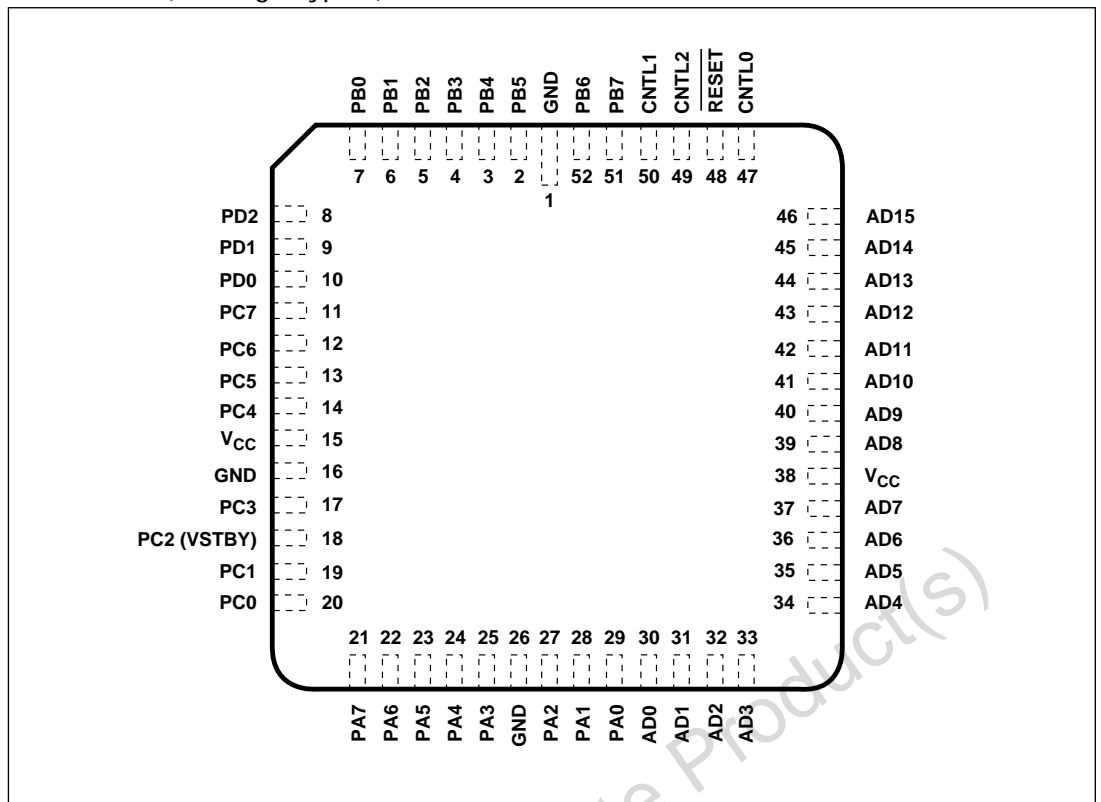 PB0 PB1 PB2 PB3 PB4 PB5 GND PB6 PB7 CNTL1 CNTL2 RESET CNTL0
7 6 5 4 3 2 1 52 51 50 49 48 47
PD2 8 46 AD15
PD1 9 45 AD14
PD0 10 44 AD13
PC7 11 43 AD12
PC6 12 42 AD11
PC5 13 41 AD10
PC4 14 40 AD9
VCC 15 39 AD8
GND 16 38 VCC
PC3 17 37 AD7
PC2 (VSTBY) 18 36 AD6
PC1 19 35 AD5
PC0 20 34 AD4
21 22 23 24 25 26 27 28 29 30 31 32 33
PA7 PA6 PA5 PA4 PA3 GND PA2 PA1 PA0 AD0 AD1 AD2 AD3
Product(s)